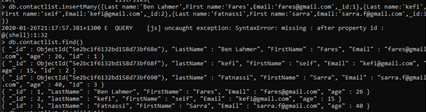 > db.contactlist.insertMany({{Last name:'Ben Lahmer',First name:'Fares',Email:'fares@gmail.com',_id:1},{Last name:'kefi',
First name:'self',Email:'kefi@gmail.com',_id:2},{Last name:'fatnassi',First name:'Sarra',Email:'sarra.f@gmail.com',_id:3
2020-01-26T21:17:57.381+1300 E  QUERY    [js] uncaught exception: SyntaxError: missing : after property id :
@(shell):1:32
> db.contactlist.find()
{ "_id" : ObjectId("5e2bc1f6132bd158d73bf68e"), "lastName" : "Ben Lahmer", "FirstName" : "Fares", "Email" : "fares@gmail
.com", "age" : 26, "id" : 1 }
{ "_id" : ObjectId("5e2bc1f6132bd158d73bf68f"), "lastName" : "kefi", "firstName" : "self", "Email" : "kefi@gmail.com", "
age" : 15, "id" : 2 }
{ "_id" : ObjectId("5e2bc1f6132bd158d73bf690"), "lastName" : "Fatnassi", "FirstName" : "Sarra", "Email" : "sarra.f@gmail
.com", "age" : 40, "id" : 3 }
{ "_id" : 1, "lastName" : "Ben Lahmer", "FirstName" : "Fares", "Email" : "fares@gmail.com", "age" : 26 }
{ "_id" : 2, "lastName" : "kefi", "firstName" : "self", "Email" : "kefi@gmail.com", "age" : 15 }
{ "_id" : 3, "lastName" : "Fatnassi", "FirstName" : "Sarra", "Email" : "sarra.f@gmail.com", "age" : 40 }